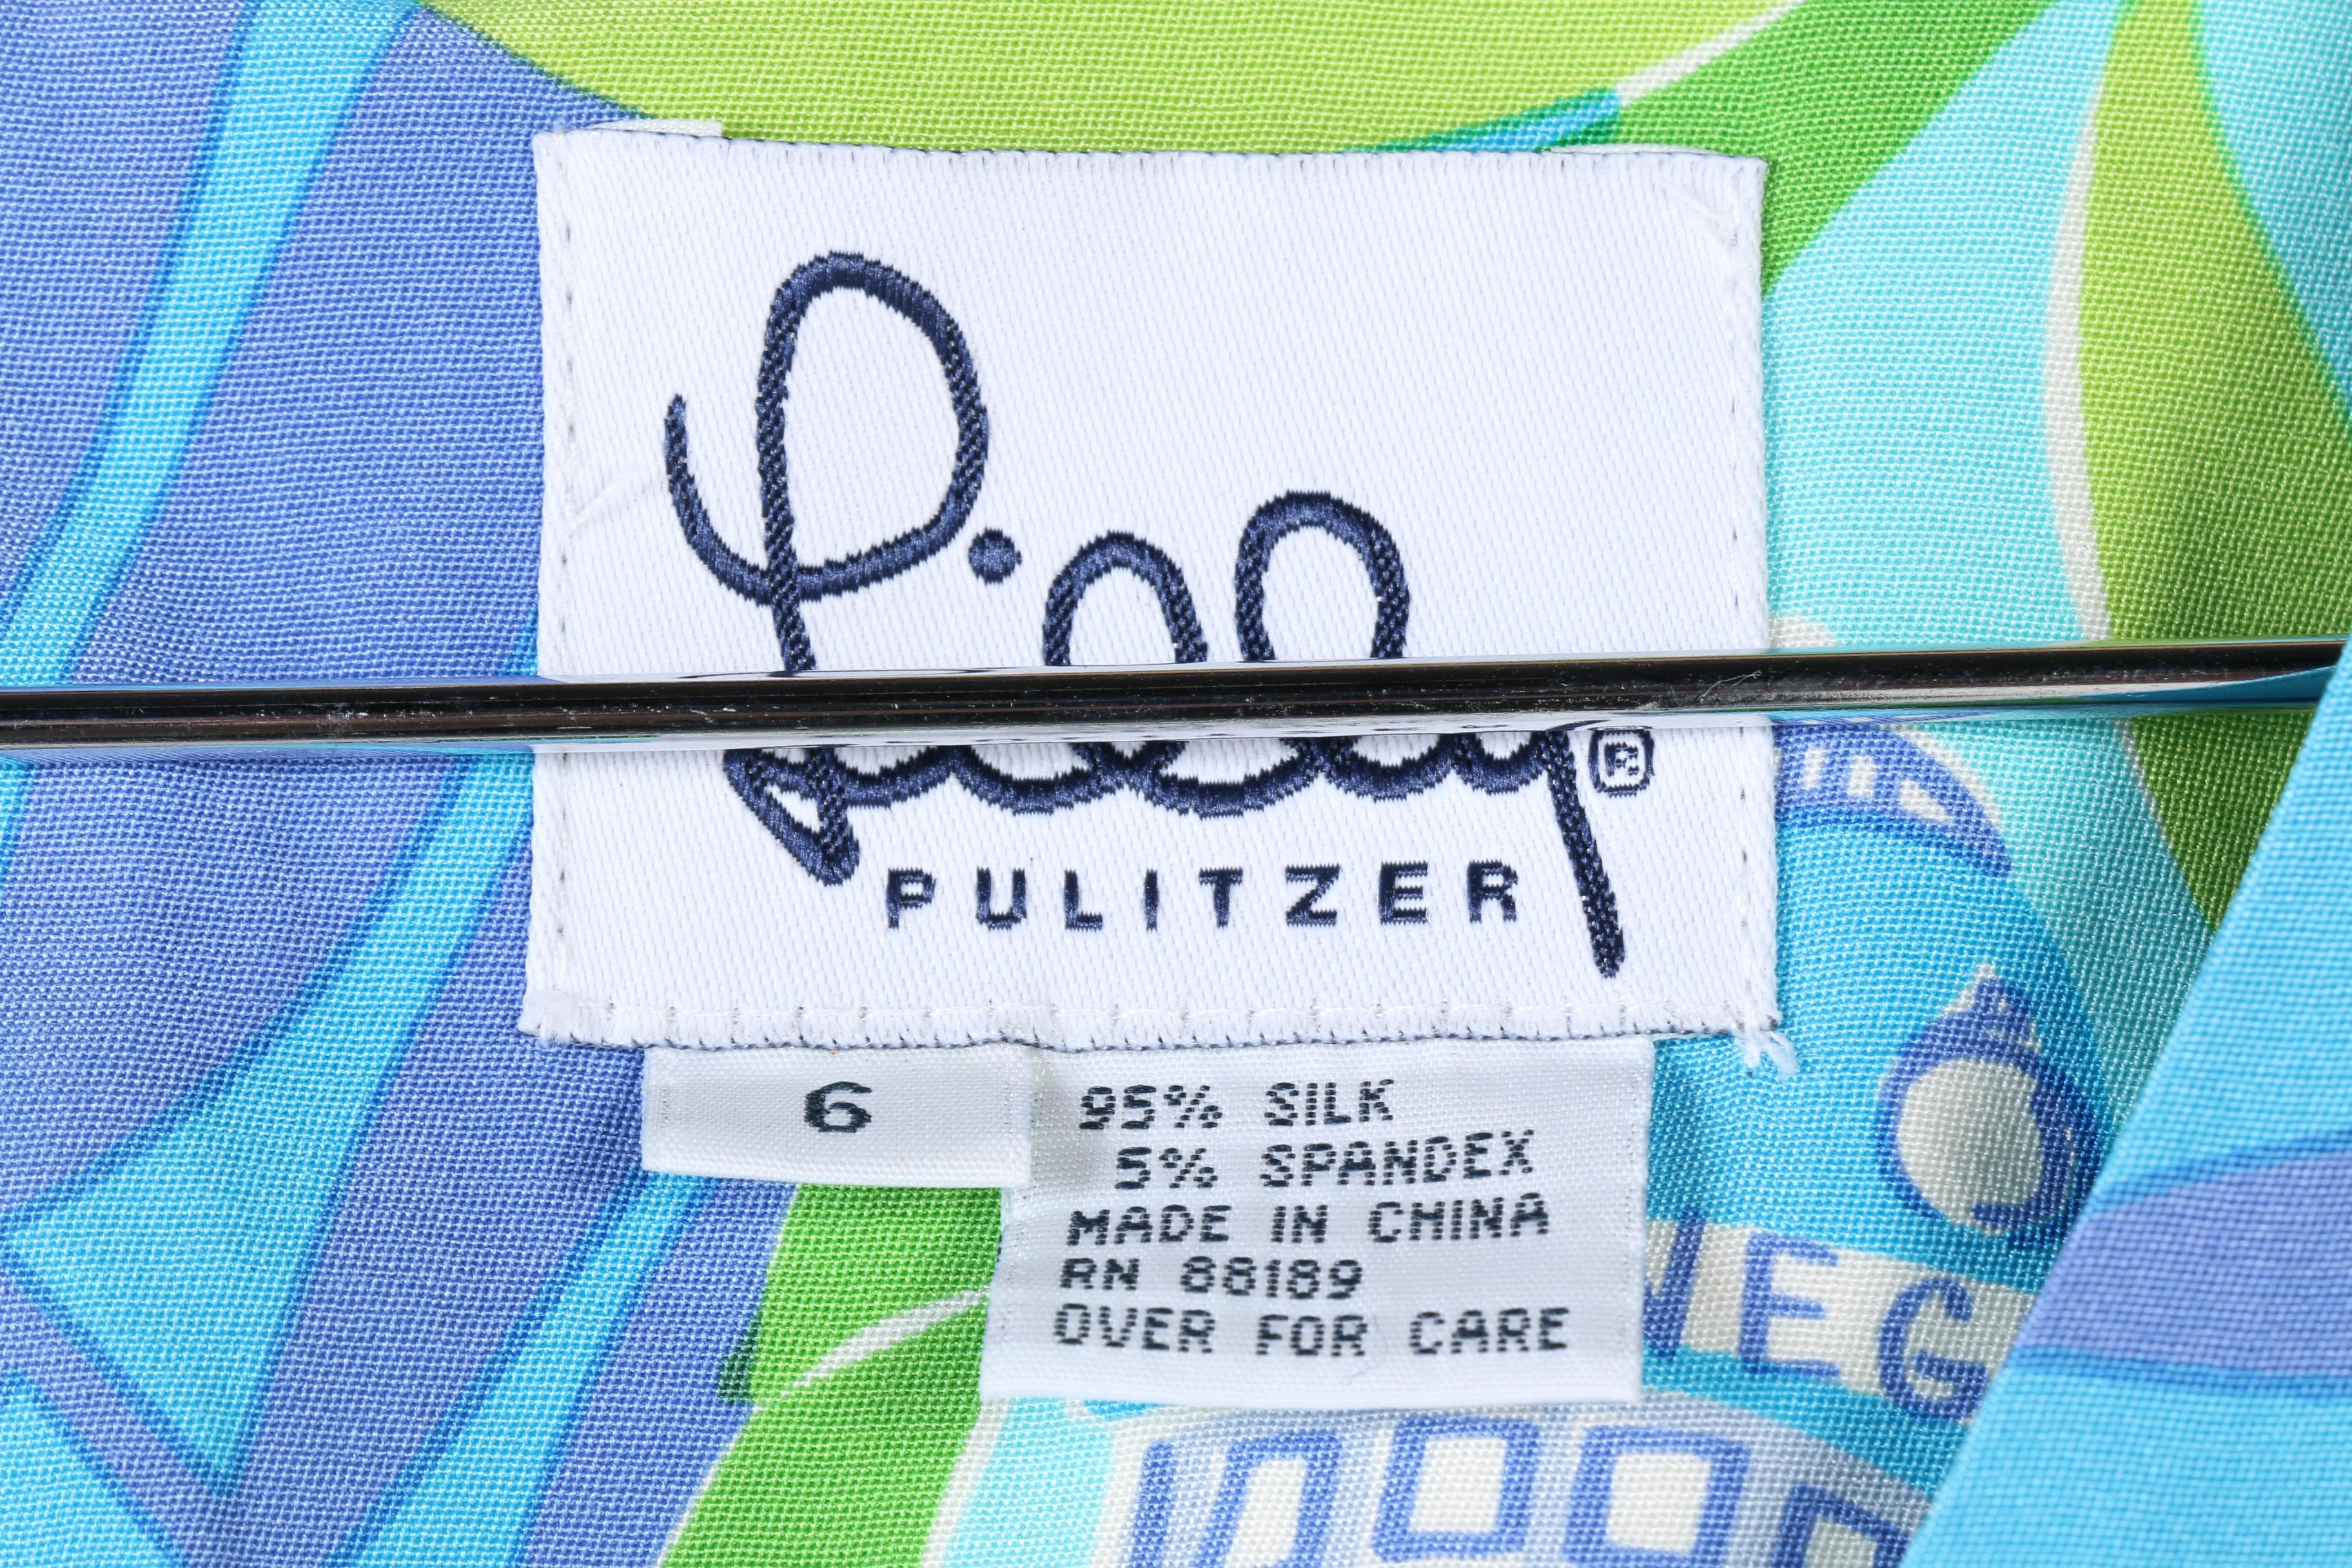 Lilly®
PULITZER
6
95% SILK
5% SPANDEX
MADE IN CHINA
RN 88189
OVER FOR CARE